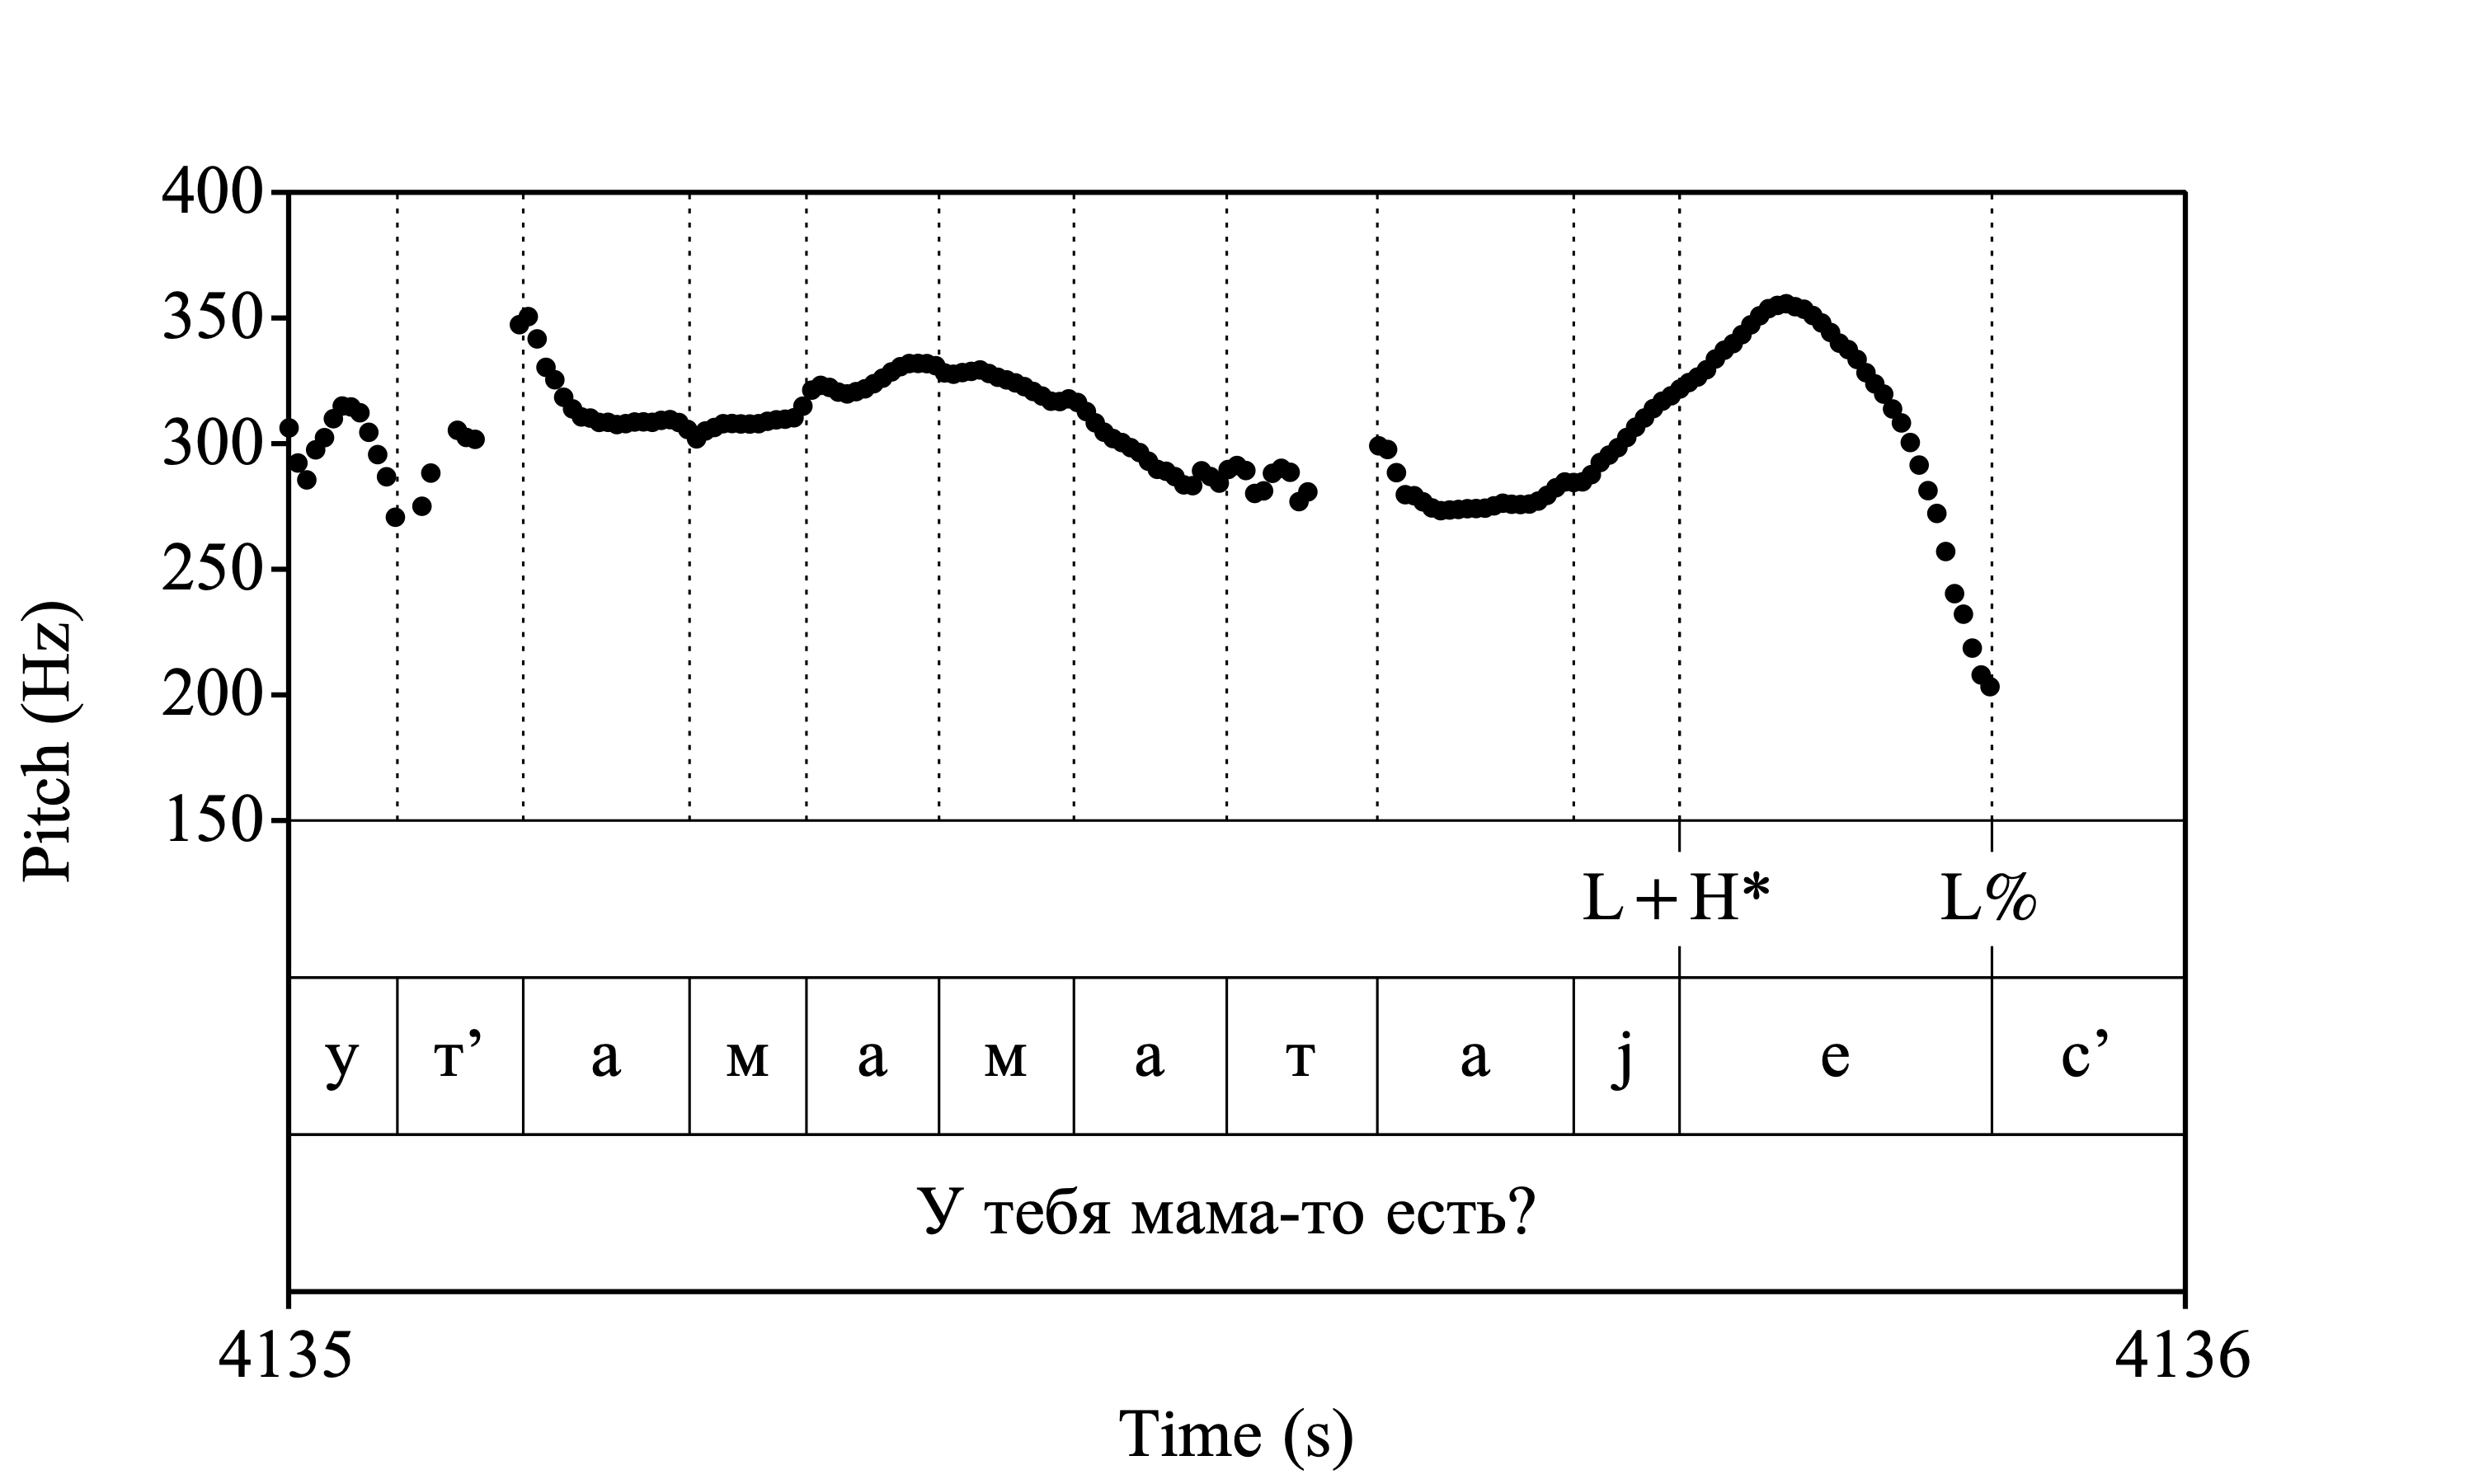 400
350
300
250
200
150
Pitch (Hz)
L+H* L%
у т’ а м а м а т а j е с’
У тебя мама-то есть?
4135 4136
Time (s)